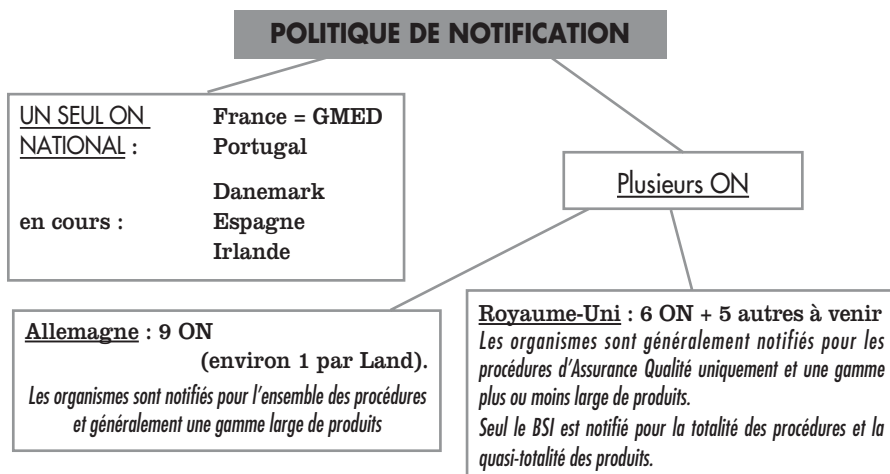 POLITIQUE DE NOTIFICATION
UN SEUL ON France = GMED
NATIONAL : Portugal
Danemark
en cours : Espagne
Irlande
Plusieurs ON
Allemagne : 9 ON
(environ 1 par Land).
Les organismes sont notifiés pour l'ensemble des procédures
et généralement une gamme large de produits
Royaume-Uni : 6 ON + 5 autres à venir
Les organismes sont généralement notifiés pour les
procédures d'Assurance Qualité uniquement et une gamme
plus ou moins large de produits.
Seul le BSI est notifié pour la totalité des procédures et la
quasi-totalité des produits.